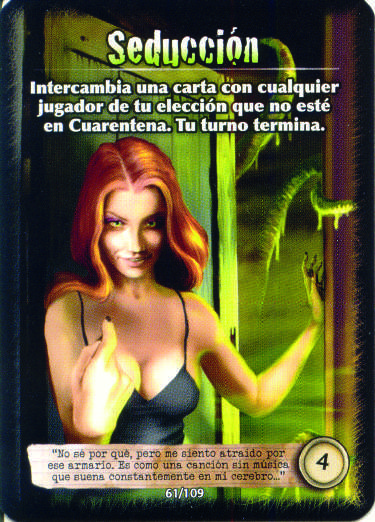 Seducción
Intercambia una carta con cualquier
jugador de tu elección que no esté
en Cuarentena. Tu turno termina.
"No sé por qué, pero me siento atraído por
ese armario. Es como una canción sin música
que suena constantemente en mi cerebro..."
4
61/109